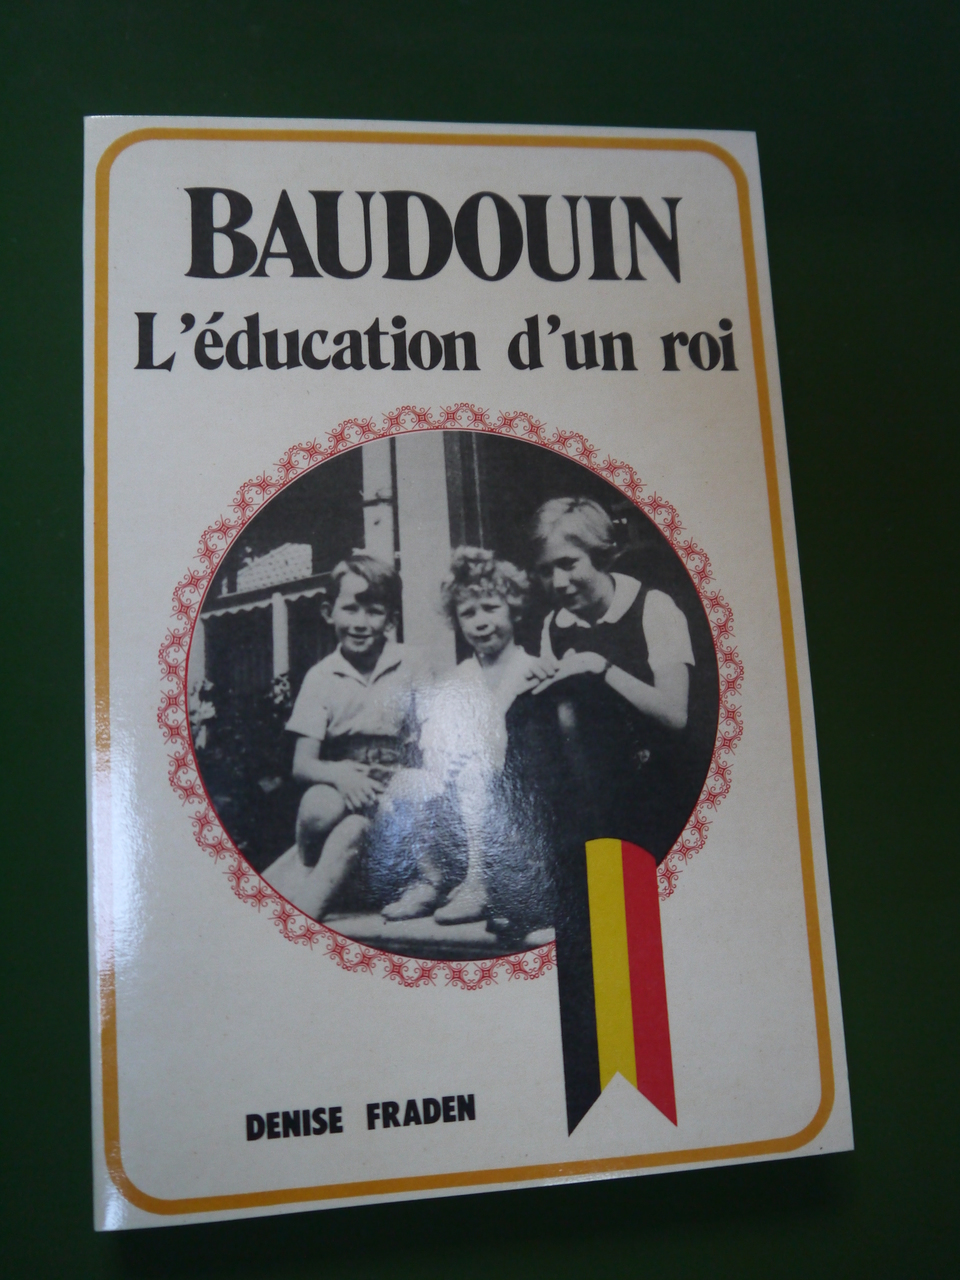 BAUDOUIN
L'éducation d'un roi
DENISE FRADEN